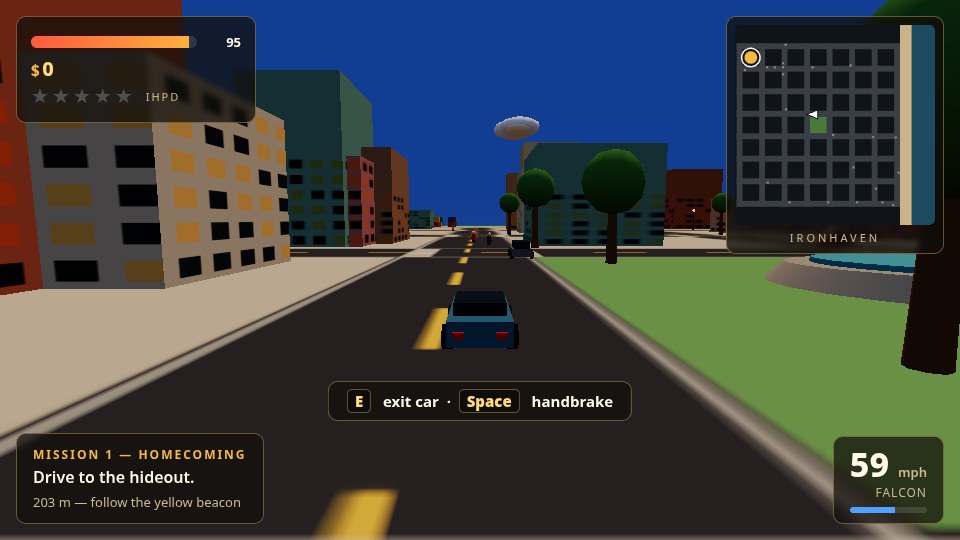 95
$0
★★★★★ IHPD
IRONHAVEN
E exit car · Space handbrake
MISSION 1 — HOMECOMING
Drive to the hideout.
203 m — follow the yellow beacon
59 mph
FALCON